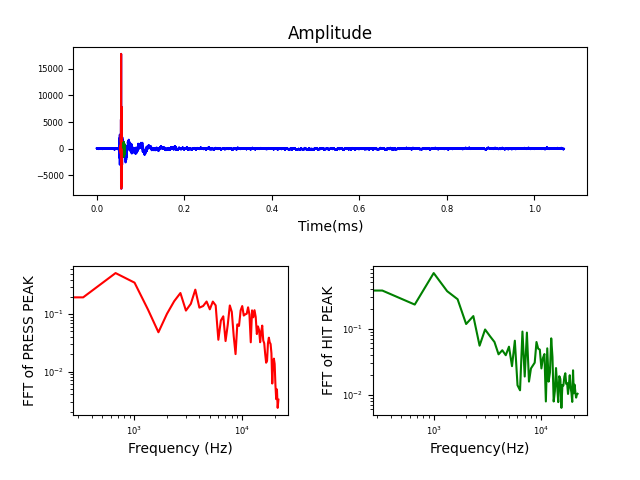 Amplitude
15000
10000
5000
0
−5000
0.0 0.2 0.4 0.6 0.8 1.0
Time(ms)
FFT of PRESS PEAK
10⁻¹
10⁻²
10³ 10⁴
Frequency (Hz)
FFT of HIT PEAK
10⁻¹
10⁻²
10³ 10⁴
Frequency(Hz)